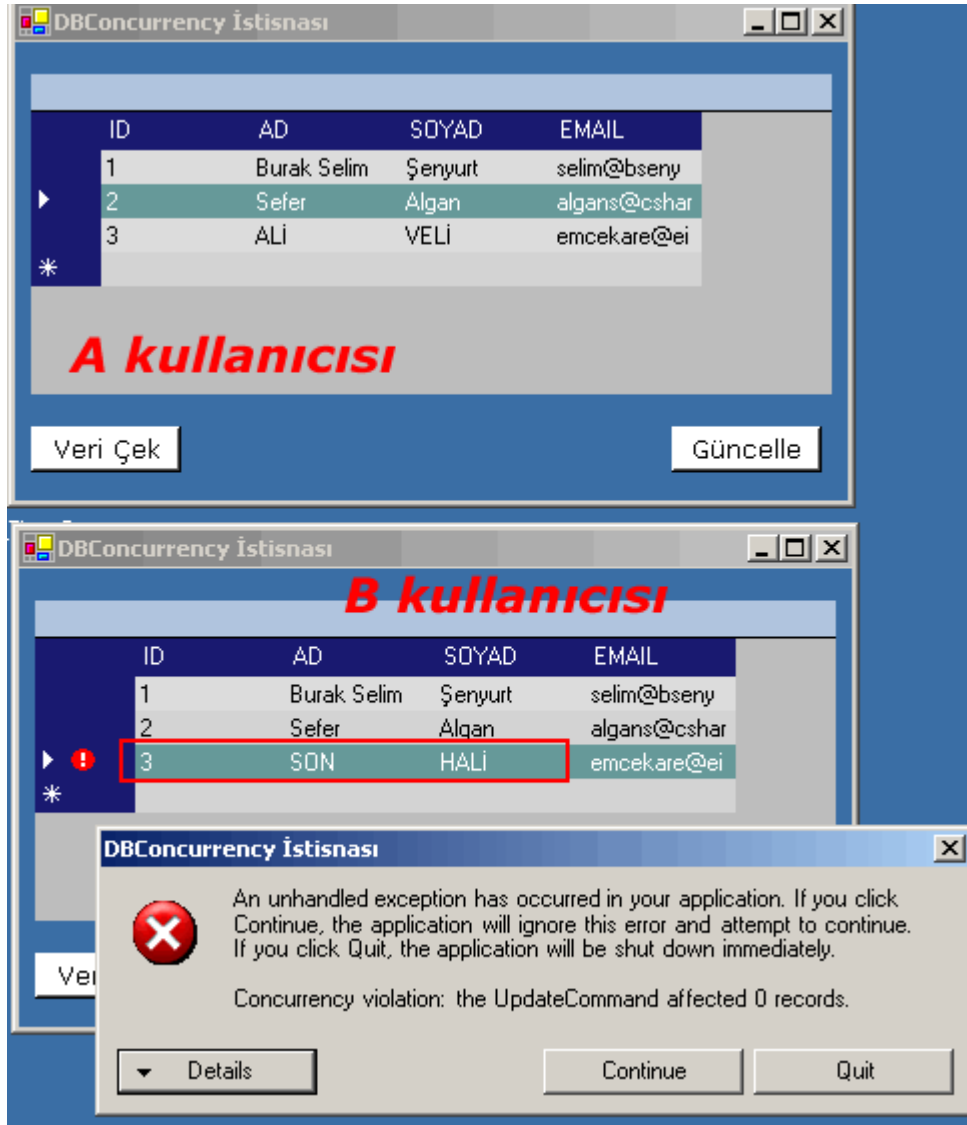 DBConcurrency İstisnası
ID AD SOYAD EMAIL
1 Burak Selim Şenyurt selim@bseny
2 Sefer Algan algans@cshar
3 ALİ VELİ emcekare@ei
A kullanıcısı
Veri Çek Güncelle
DBConcurrency İstisnası
B kullanıcısı
ID AD SOYAD EMAIL
1 Burak Selim Şenyurt selim@bseny
2 Sefer Algan algans@cshar
3 SON HALİ emcekare@ei
DBConcurrency İstisnası
An unhandled exception has occurred in your application. If you click
Continue, the application will ignore this error and attempt to continue.
If you click Quit, the application will be shut down immediately.
Concurrency violation: the UpdateCommand affected 0 records.
Details Continue Quit